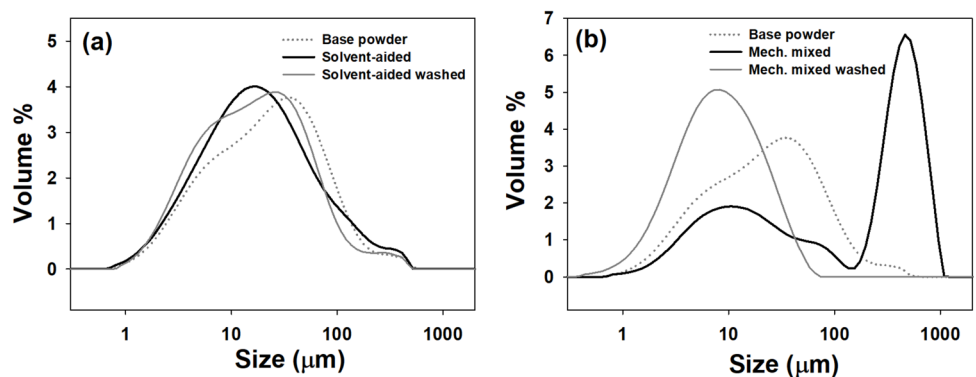 (a)
Base powder
Solvent-aided
Solvent-aided washed
Volume %
5
4
3
2
1
0
1 10 100 1000
Size (μm)
(b)
Base powder
Mech. mixed
Mech. mixed washed
Volume %
7
6
5
4
3
2
1
0
1 10 100 1000
Size (μm)